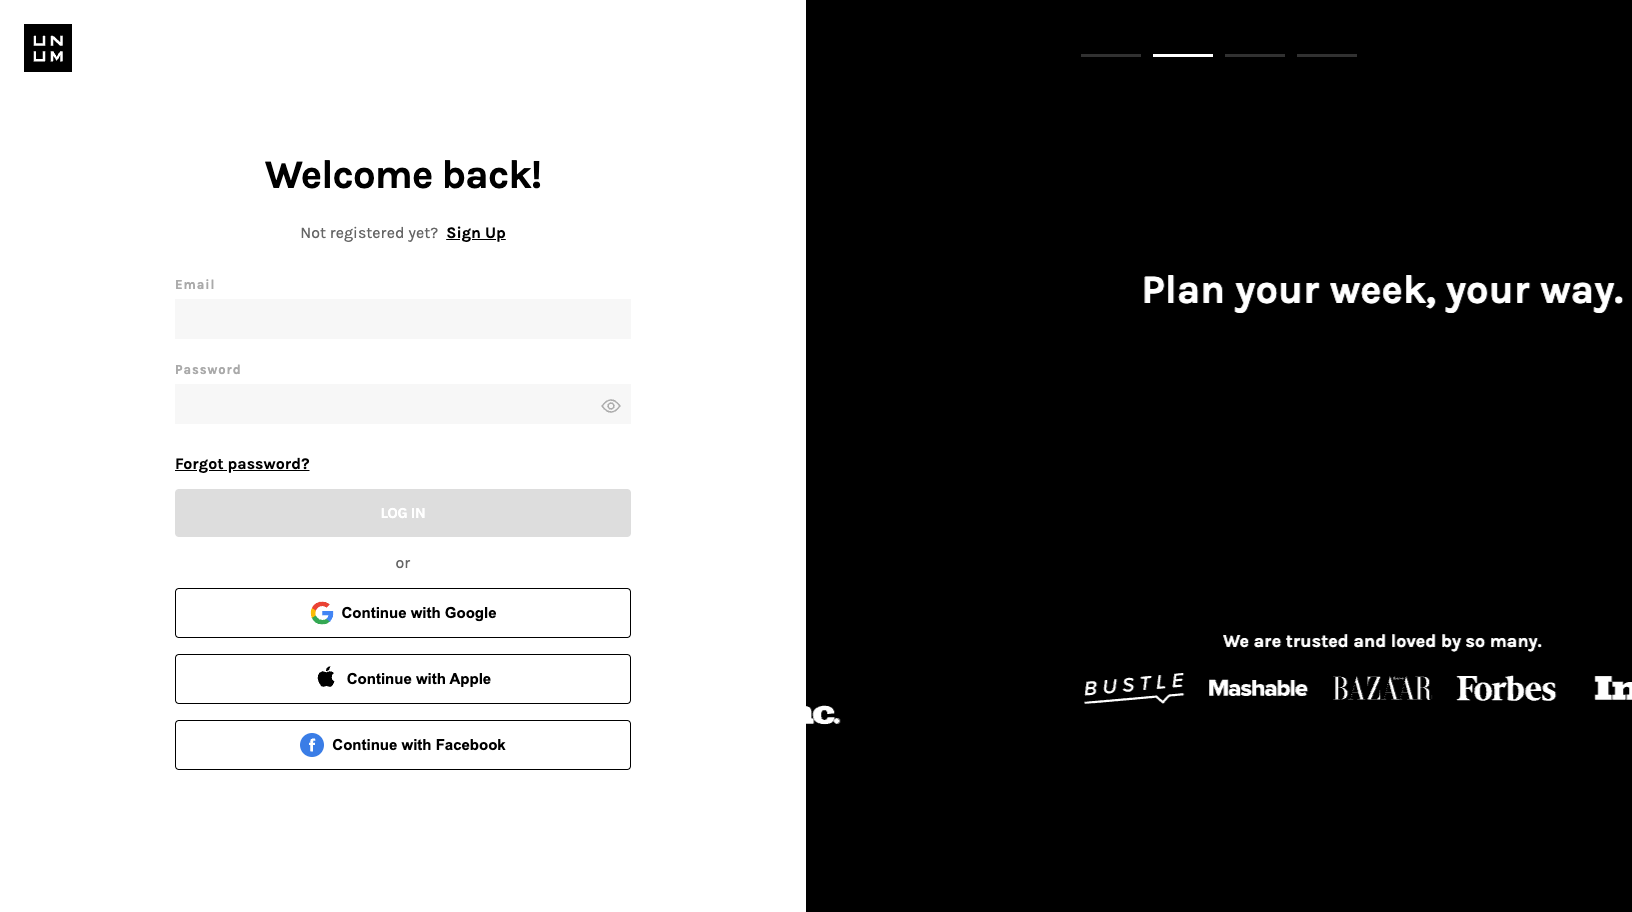 UN
UM
Welcome back!
Not registered yet? Sign Up
Email
Password
Forgot password?
LOG IN
or
Continue with Google
Continue with Apple
Continue with Facebook
Plan your week, your way.
We are trusted and loved by so many.
BUSTLE Mashable BAZAAR Forbes In
c.